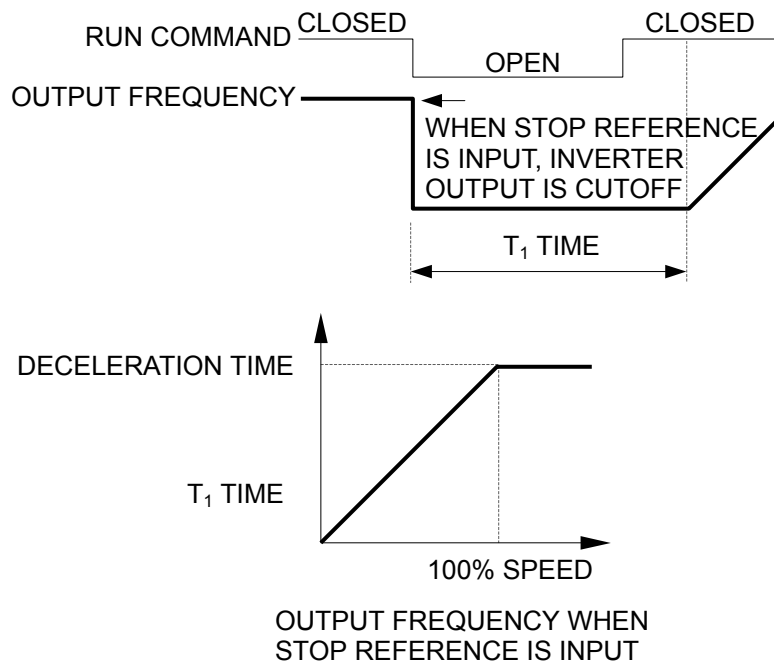 CLOSED
CLOSED
RUN COMMAND
OPEN
OUTPUT FREQUENCY
WHEN STOP REFERENCE
IS INPUT, INVERTER
OUTPUT IS CUTOFF
T₁ TIME
DECELERATION TIME
T₁ TIME
100% SPEED
OUTPUT FREQUENCY WHEN
STOP REFERENCE IS INPUT